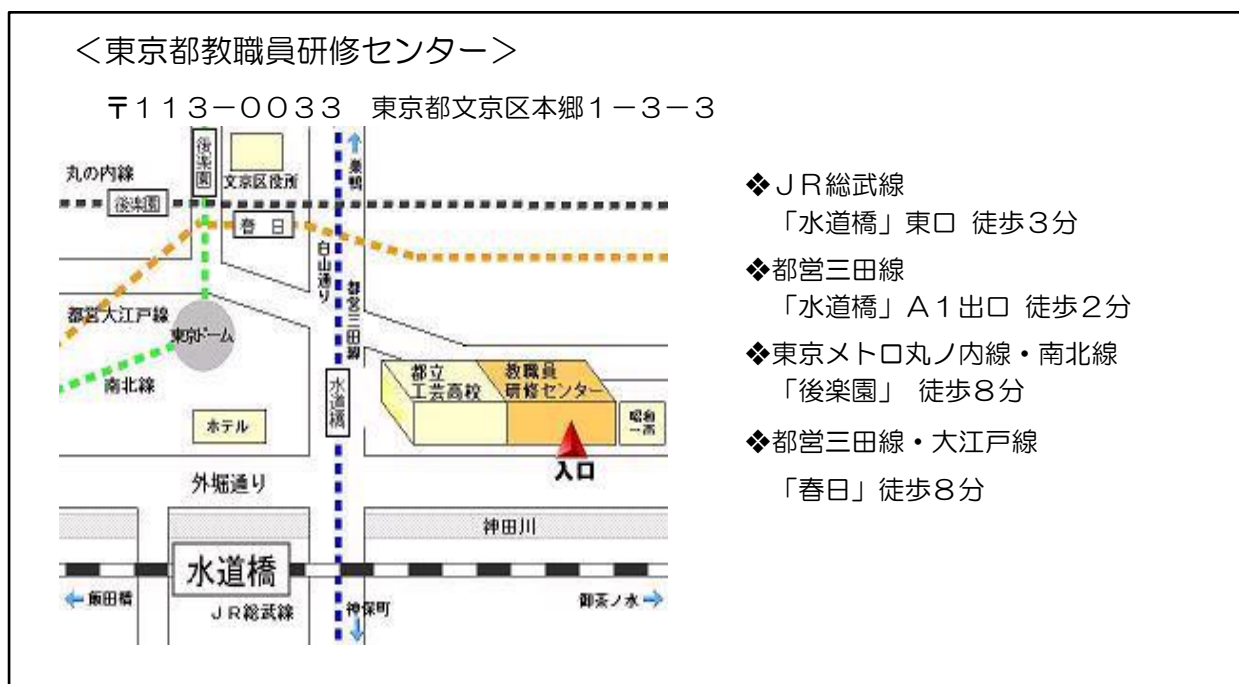 ＜東京都教職員研修センター＞
〒１１３－００３３　東京都文京区本郷１－３－３
後楽園
丸の内線
文京区役所
巣鴨
後楽園
春日
白山通り
都営三田線
都営大江戸線
東京ドーム
南北線
水道橋
都立
工芸高校
教職員
研修センター
昭和
一高
ホテル
入口
外堀通り
神田川
水道橋
飯田橋
ＪＲ総武線
神保町
御茶ノ水
❖ＪＲ総武線
「水道橋」東口 徒歩３分
❖都営三田線
「水道橋」Ａ１出口 徒歩２分
❖東京メトロ丸ノ内線・南北線
「後楽園」 徒歩８分
❖都営三田線・大江戸線
「春日」徒歩８分